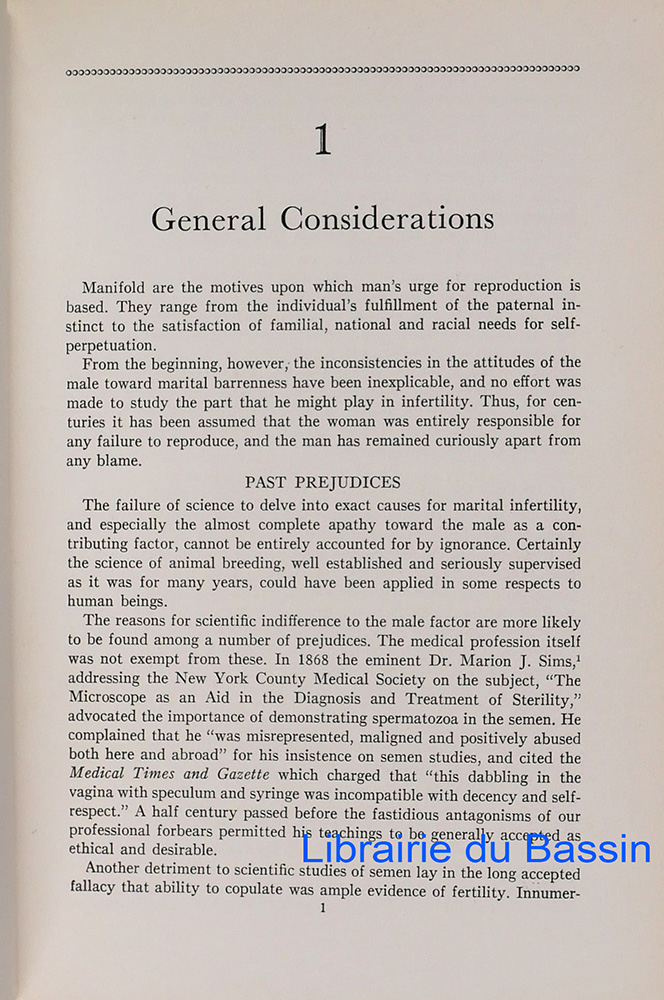 1
General Considerations
Manifold are the motives upon which man's urge for reproduction is
based. They range from the individual's fulfillment of the paternal in-
stinct to the satisfaction of familial, national and racial needs for self-
perpetuation.
From the beginning, however, the inconsistencies in the attitudes of the
male toward marital barrenness have been inexplicable, and no effort was
made to study the part that he might play in infertility. Thus, for cen-
turies it has been assumed that the woman was entirely responsible for
any failure to reproduce, and the man has remained curiously apart from
any blame.
PAST PREJUDICES
The failure of science to delve into exact causes for marital infertility,
and especially the almost complete apathy toward the male as a con-
tributing factor, cannot be entirely accounted for by ignorance. Certainly
the science of animal breeding, well established and seriously supervised
as it was for many years, could have been applied in some respects to
human beings.
The reasons for scientific indifference to the male factor are more likely
to be found among a number of prejudices. The medical profession itself
was not exempt from these. In 1868 the eminent Dr. Marion J. Sims,¹
addressing the New York County Medical Society on the subject, "The
Microscope as an Aid in the Diagnosis and Treatment of Sterility,"
advocated the importance of demonstrating spermatozoa in the semen. He
complained that he "was misrepresented, maligned and positively abused
both here and abroad" for his insistence on semen studies, and cited the
Medical Times and Gazette which charged that "this dabbling in the
vagina with speculum and syringe was incompatible with decency and self-
respect." A half century passed before the fastidious antagonisms of our
professional forbears permitted his teachings to be generally accepted as
ethical and desirable.
Librairie du Bassin
Another detriment to scientific studies of semen lay in the long accepted
fallacy that ability to copulate was ample evidence of fertility. Innumer-
1